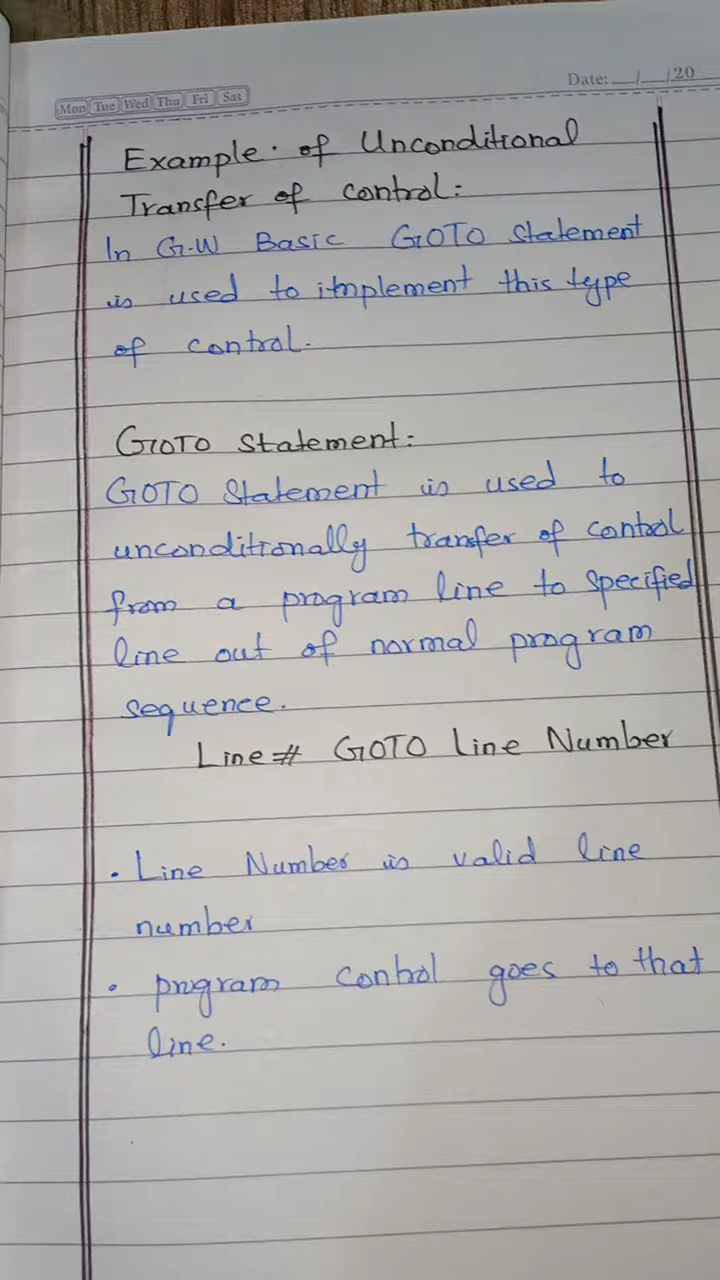 Date: __/__/20
Mon Tue Wed Thu Fri Sat
Example. of Unconditional
Transfer of control:
In G.W Basic GOTO Statement
is used to implement this type
of control.
GOTO Statement:
GOTO Statement is used to
unconditionally transfer of control
from a program line to specified
line out of normal program
sequence.
Line# GOTO Line Number
• Line Number is valid line
number
• program control goes to that
line.